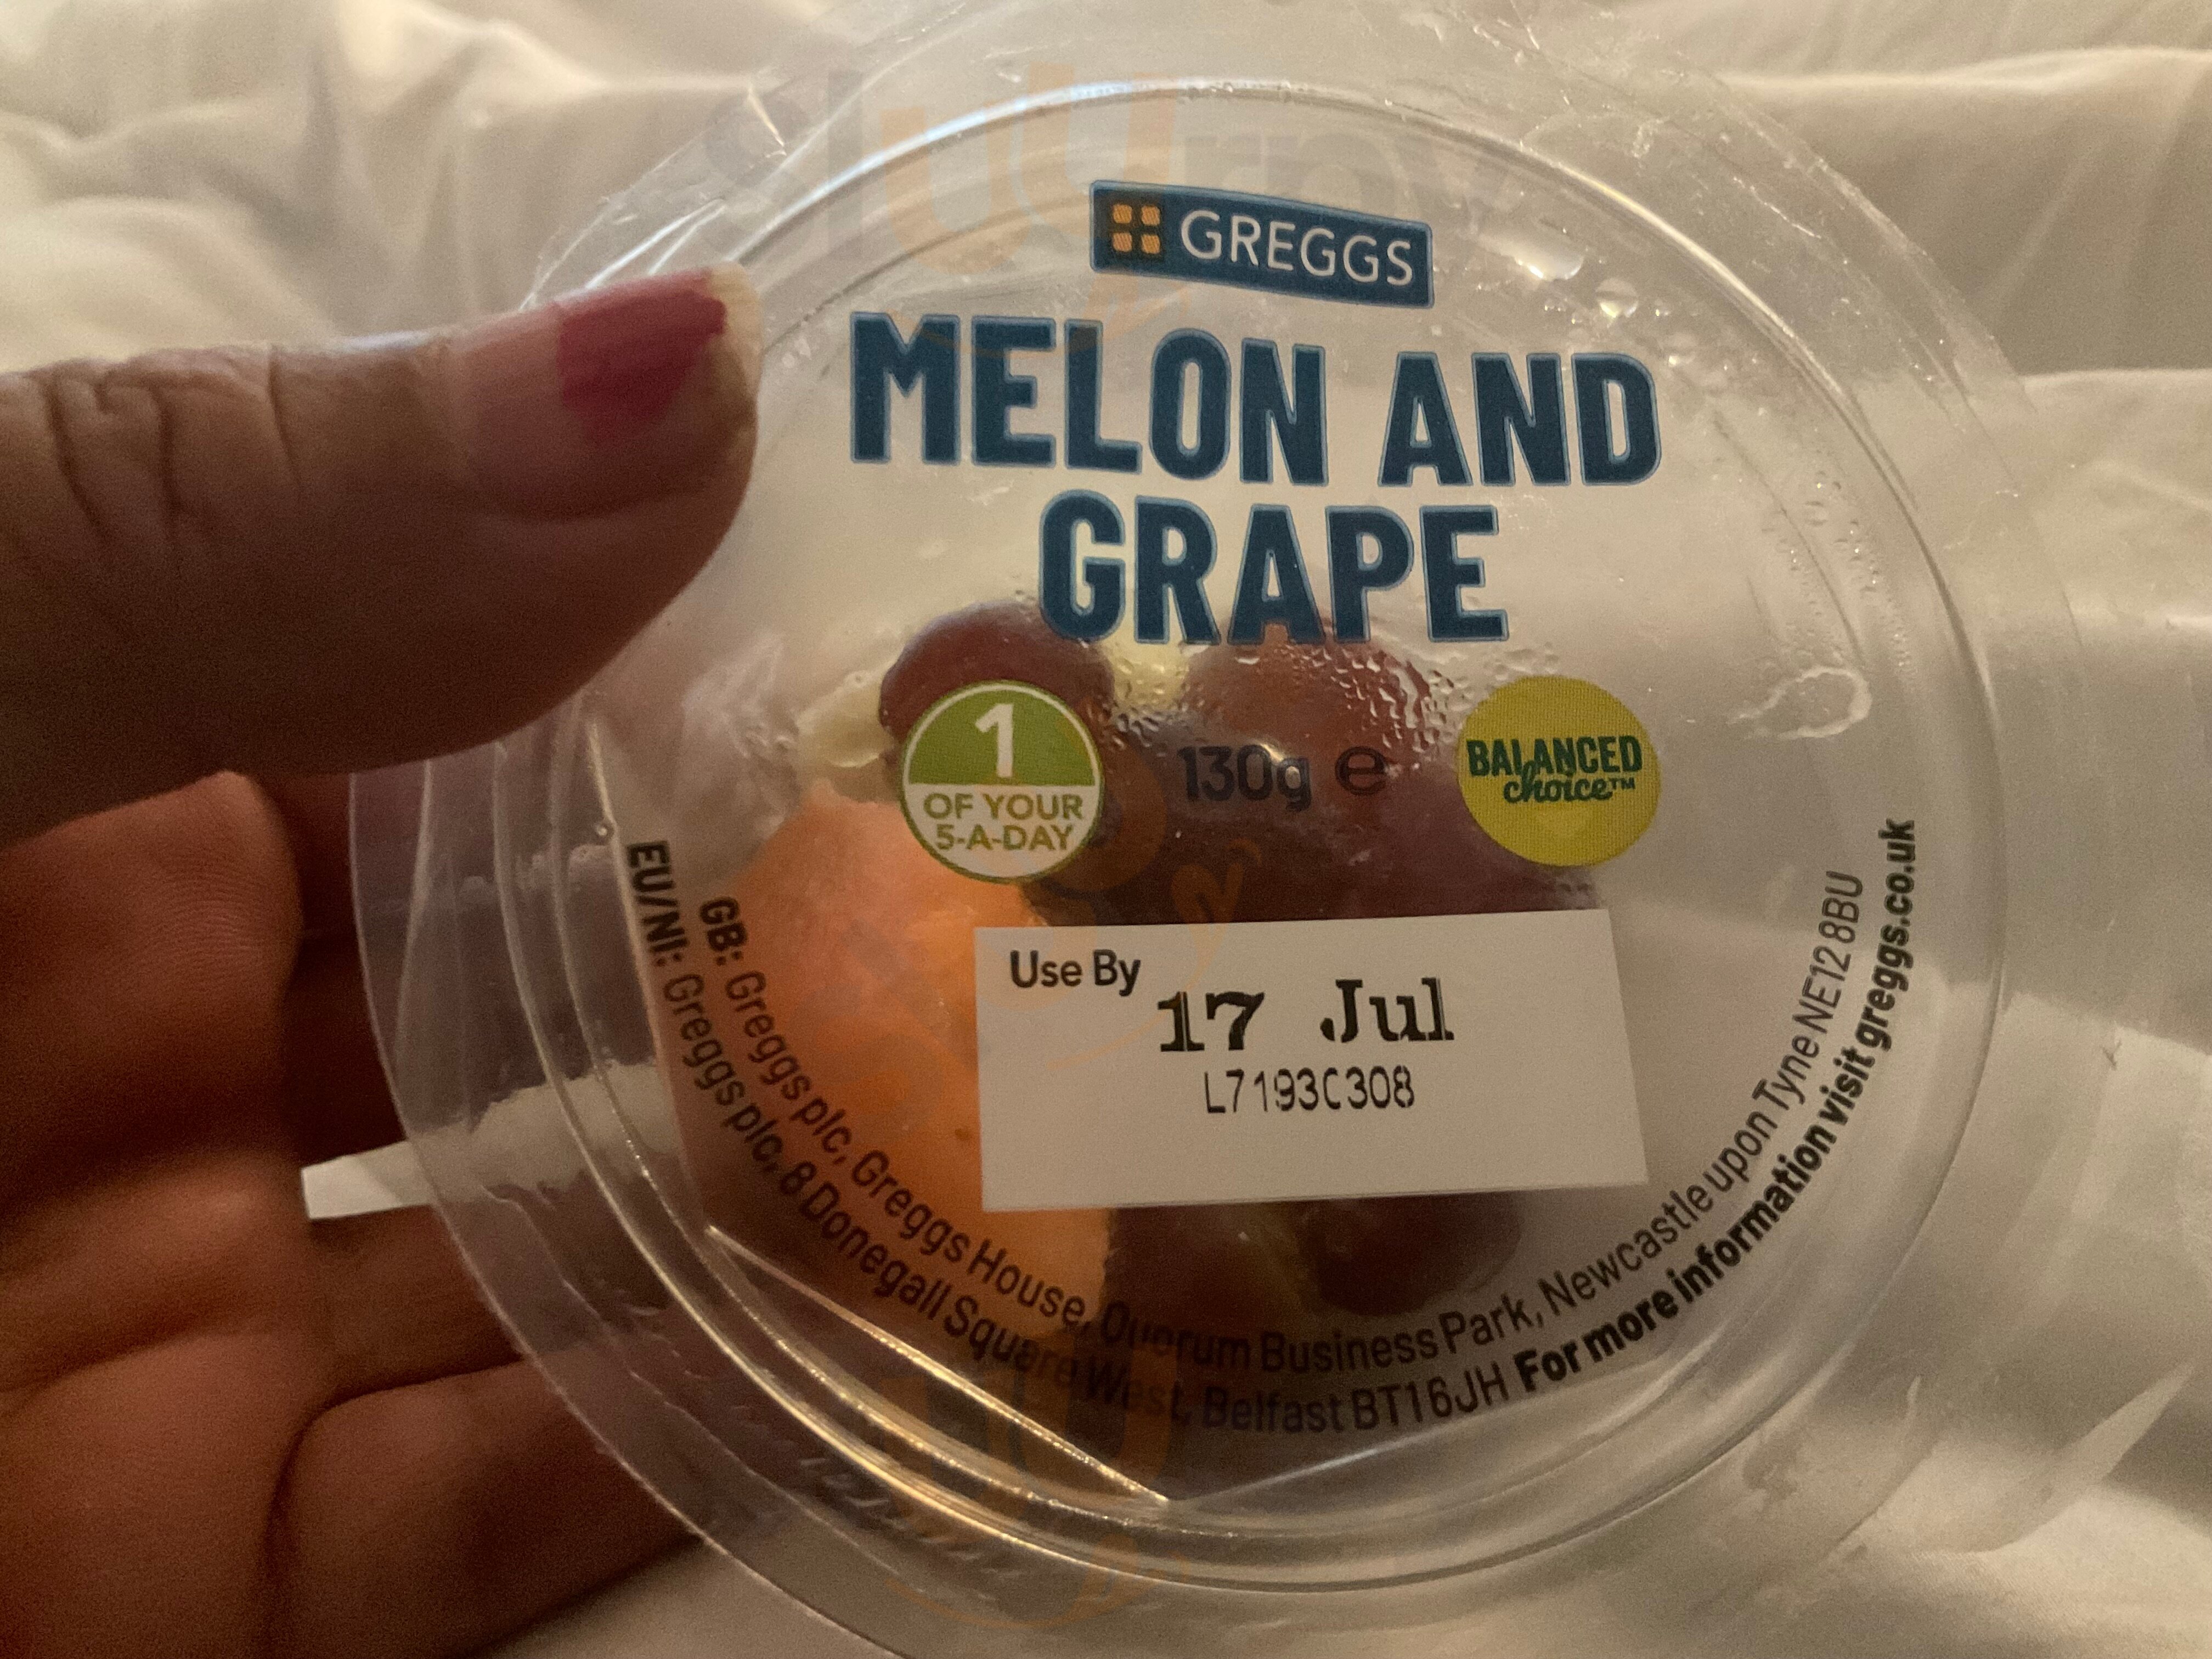 GREGGS
MELON AND
GRAPE
1
OF YOUR
5-A-DAY
130g e
BALANCED
choice™
Use By
17 Jul
L7193C308
GB: Greggs plc, Greggs House, Quorum Business Park, Newcastle upon Tyne NE12 8BU
EU/NI: Greggs plc, 8 Donegall Square West, Belfast BT1 6JH For more information visit greggs.co.uk
Sluurpy